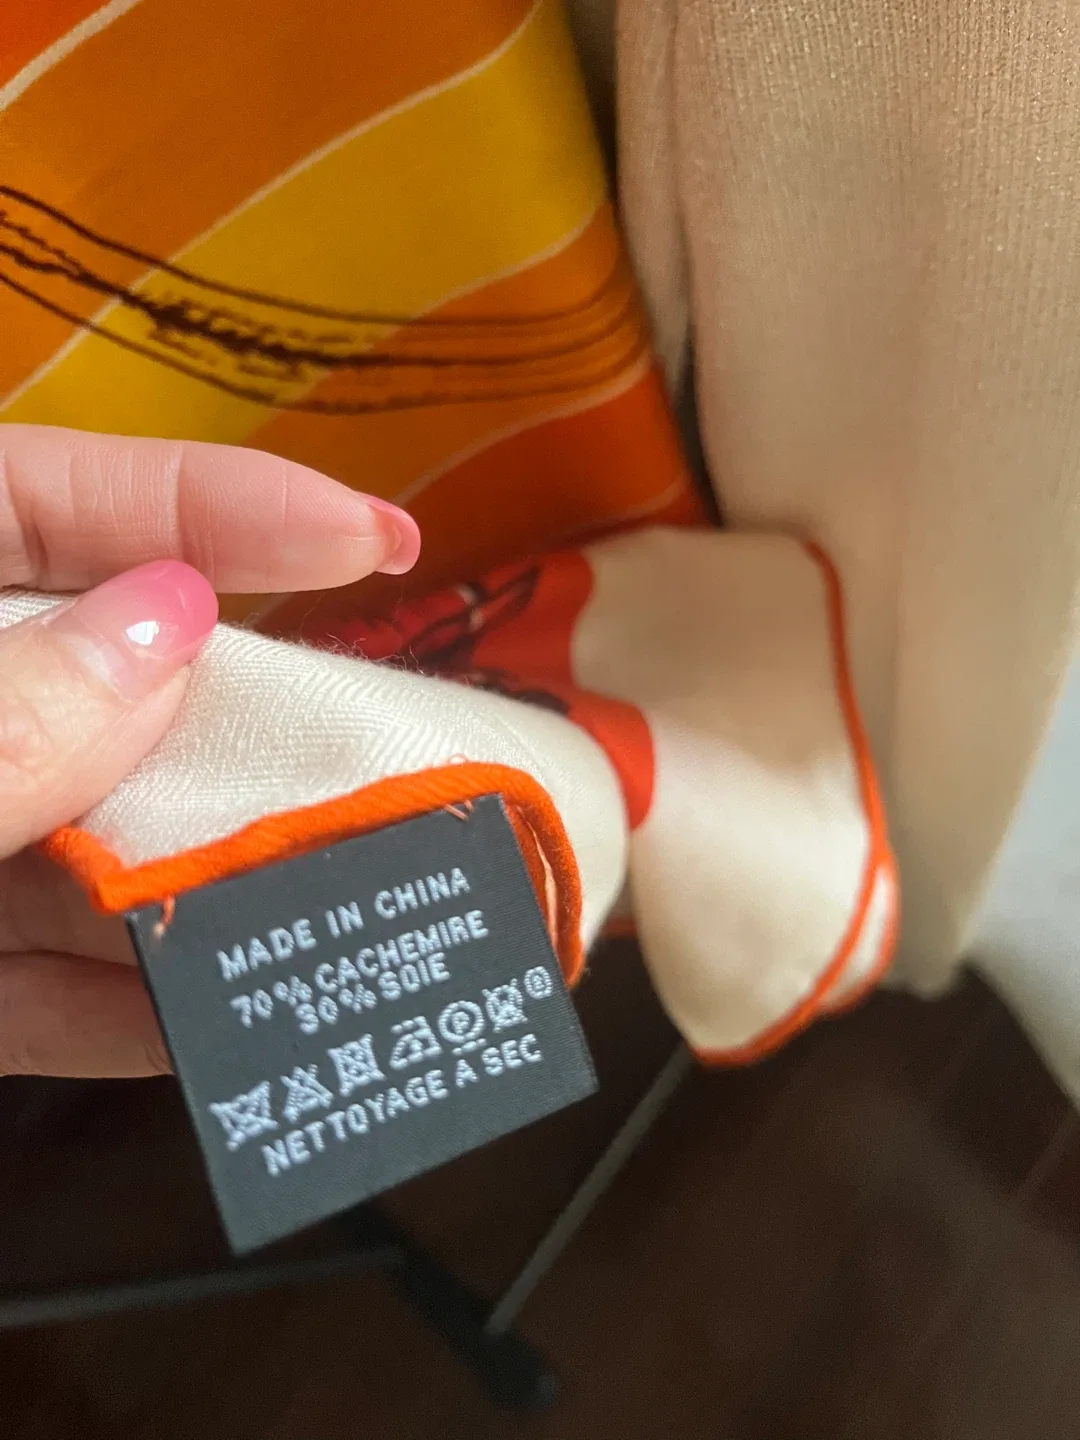 MADE IN CHINA
70% CACHEMIRE
30% SOIE
P
NETTOYAGE A SEC